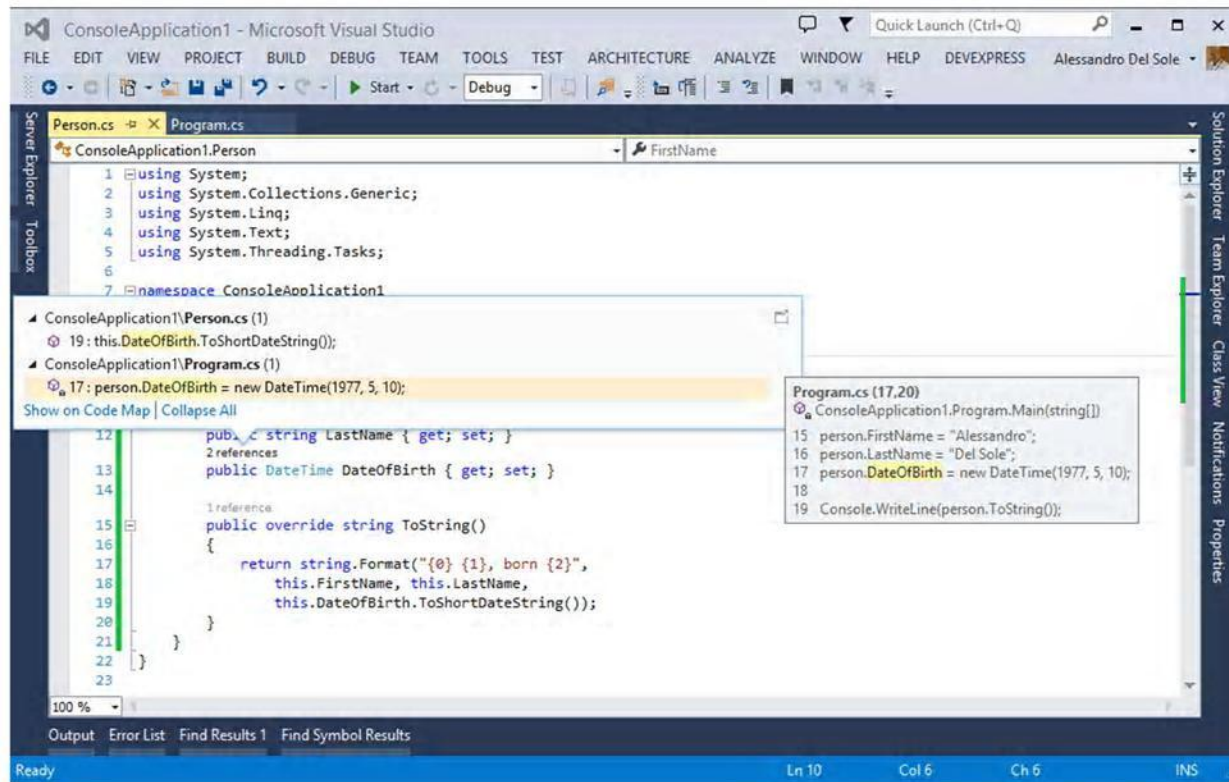 ConsoleApplication1 - Microsoft Visual Studio
Quick Launch (Ctrl+Q)
FILE EDIT VIEW PROJECT BUILD DEBUG TEAM TOOLS TEST ARCHITECTURE ANALYZE WINDOW HELP DEVEXPRESS Alessandro Del Sole
Start Debug
Server Explorer
Toolbox
Person.cs Program.cs
ConsoleApplication1.Person FirstName
1 using System;
2 using System.Collections.Generic;
3 using System.Linq;
4 using System.Text;
5 using System.Threading.Tasks;
6
7 namespace ConsoleApplication1
ConsoleApplication1\Person.cs (1)
19 : this.DateOfBirth.ToShortDateString());
ConsoleApplication1\Program.cs (1)
17 : person.DateOfBirth = new DateTime(1977, 5, 10);
Show on Code Map | Collapse All
Program.cs (17,20)
ConsoleApplication1.Program.Main(string[])
15 person.FirstName = "Alessandro";
16 person.LastName = "Del Sole";
17 person.DateOfBirth = new DateTime(1977, 5, 10);
18
19 Console.WriteLine(person.ToString());
12 public string LastName { get; set; }
2 references
13 public DateTime DateOfBirth { get; set; }
14
1 reference
15 public override string ToString()
16 {
17 return string.Format("{0} {1}, born {2}",
18 this.FirstName, this.LastName,
19 this.DateOfBirth.ToShortDateString());
20 }
21 }
22 }
23
100 %
Solution Explorer
Team Explorer
Class View
Notifications
Properties
Output Error List Find Results 1 Find Symbol Results
Ready Ln 10 Col 6 Ch 6 INS